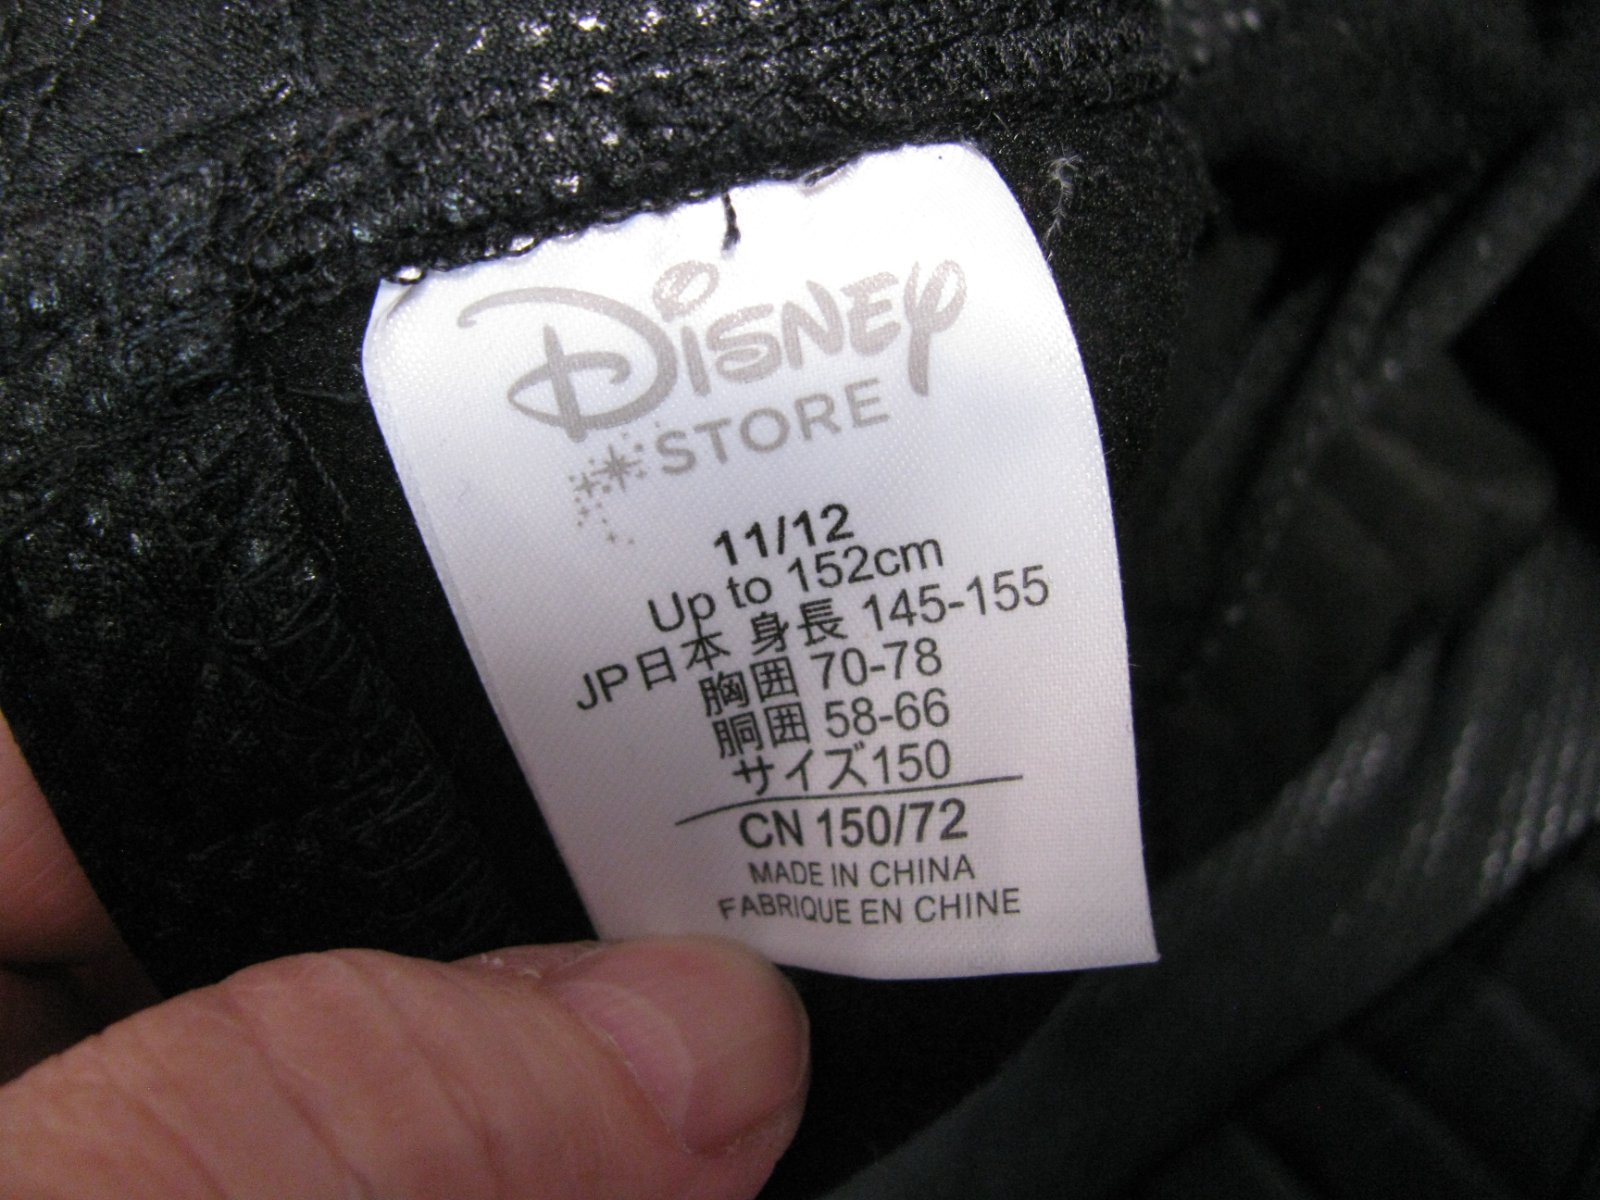 Disney
STORE
11/12
Up to 152cm
JP日本 身長 145-155
胸囲 70-78
胴囲 58-66
サイズ150
CN 150/72
MADE IN CHINA
FABRIQUE EN CHINE